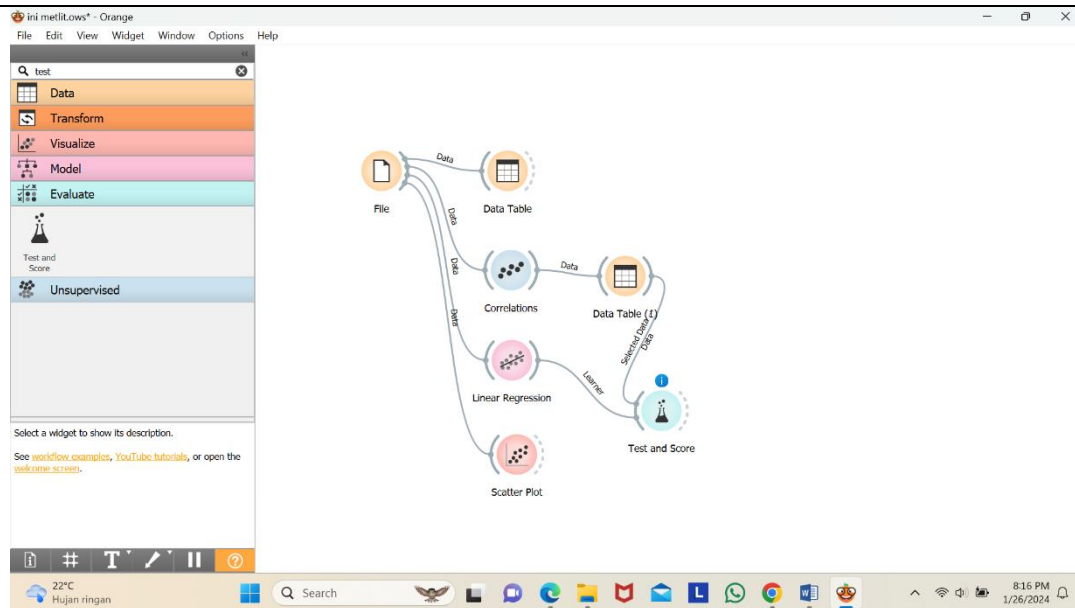 ini metlit.ows* - Orange
File Edit View Widget Window Options Help
test
Data
Transform
Visualize
Model
Evaluate
Test and
Score
Unsupervised
Select a widget to show its description.
See workflow examples, YouTube tutorials, or open the
welcome screen.
File
Data
Data Table
Data
Correlations
Data
Data Table (1)
Data
Linear Regression
Learner
Selected Data
Data
Test and Score
Data
Scatter Plot
22°C
Hujan ringan
Search
8:16 PM
1/26/2024